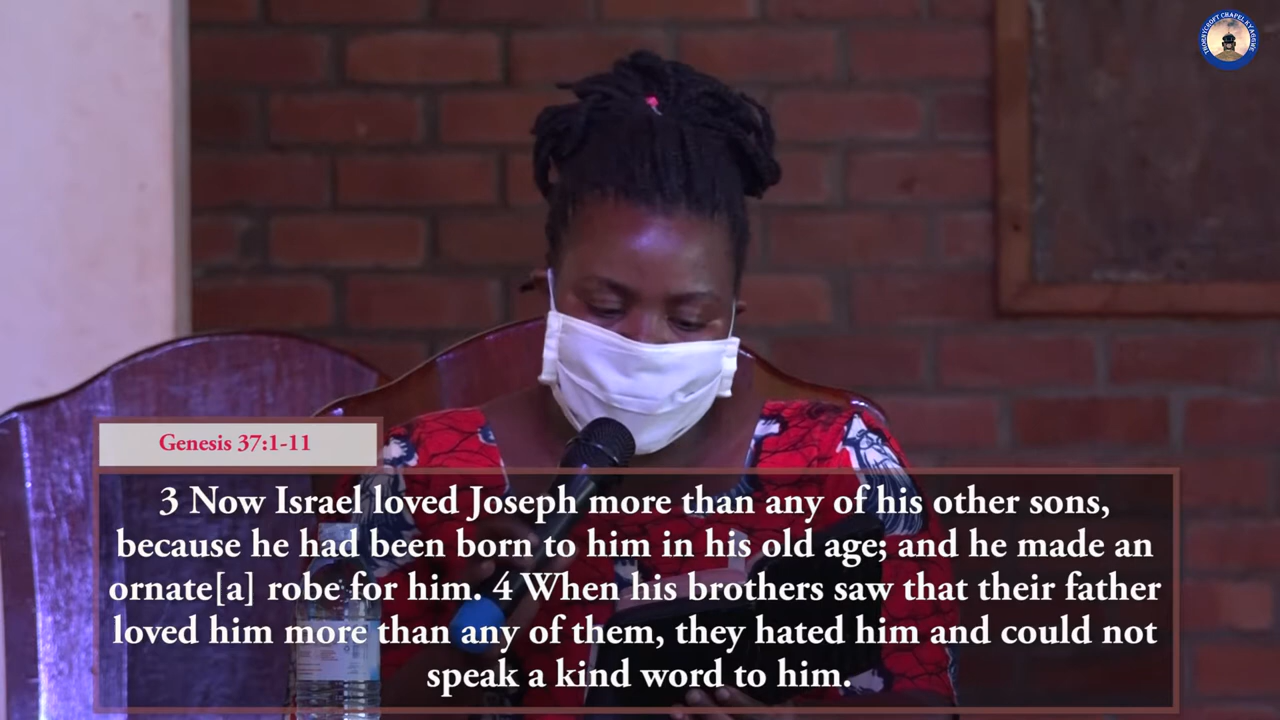 THORNYCROFT CHAPEL KYAGGWE
Genesis 37:1-11
3 Now Israel loved Joseph more than any of his other sons,
because he had been born to him in his old age; and he made an
ornate[a] robe for him. 4 When his brothers saw that their father
loved him more than any of them, they hated him and could not
speak a kind word to him.